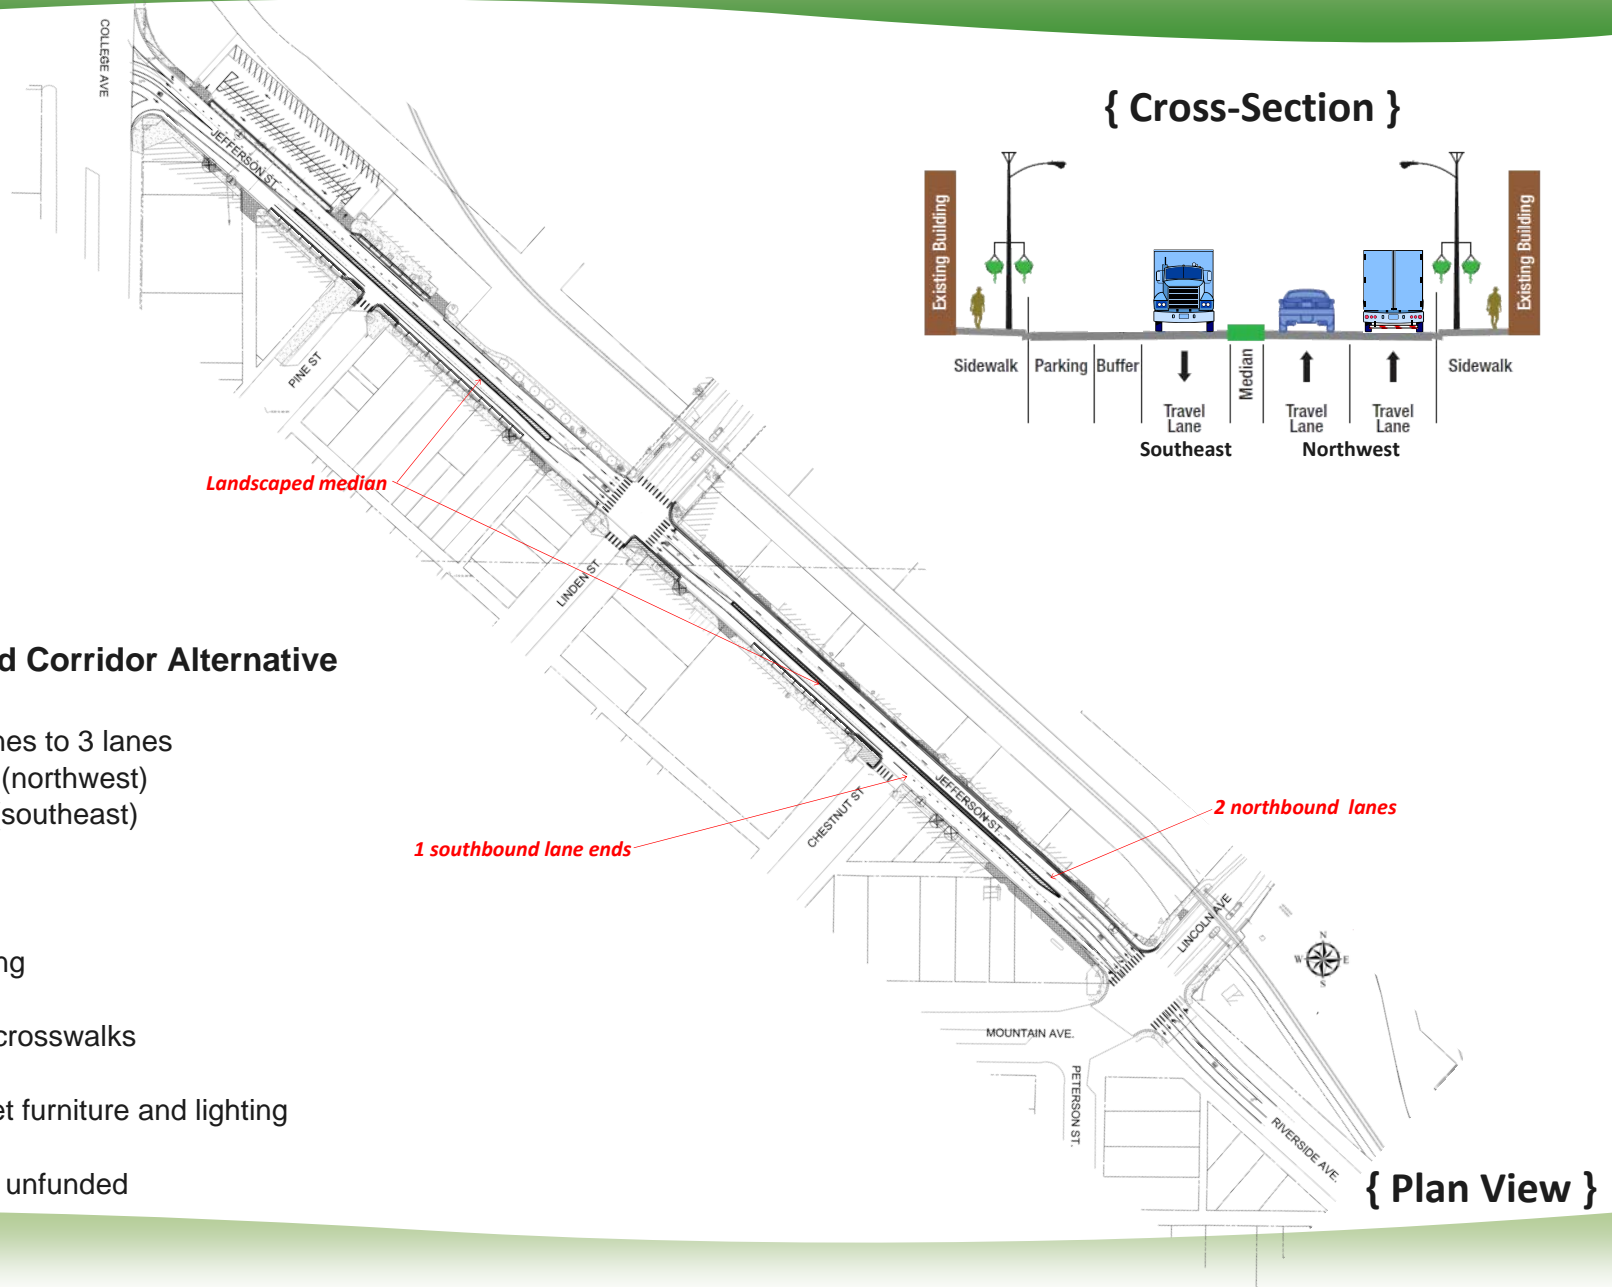 COLLEGE AVE
{ Cross-Section }
JEFFERSON ST.
Existing Building
Existing Building
Sidewalk
Parking
Buffer
Median
Sidewalk
Travel
Lane
Travel
Lane
Travel
Lane
Southeast
Northwest
PINE ST
Landscaped median
LINDEN ST
d Corridor Alternative
nes to 3 lanes
(northwest)
southeast)
JEFFERSON ST.
CHESTNUT ST
2 northbound lanes
1 southbound lane ends
LINCOLN AVE
N
W
E
S
ng
crosswalks
MOUNTAIN AVE.
PETERSON ST.
et furniture and lighting
RIVERSIDE AVE.
unfunded
{ Plan View }